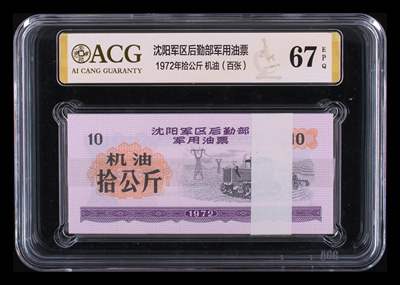 ACG
AI CANG GUARANTY
沈阳军区后勤部军用油票
1972年拾公斤 机油（百张）
67
EPQ
10
沈阳军区后勤部
军用油票
10
机油
拾公斤
1972